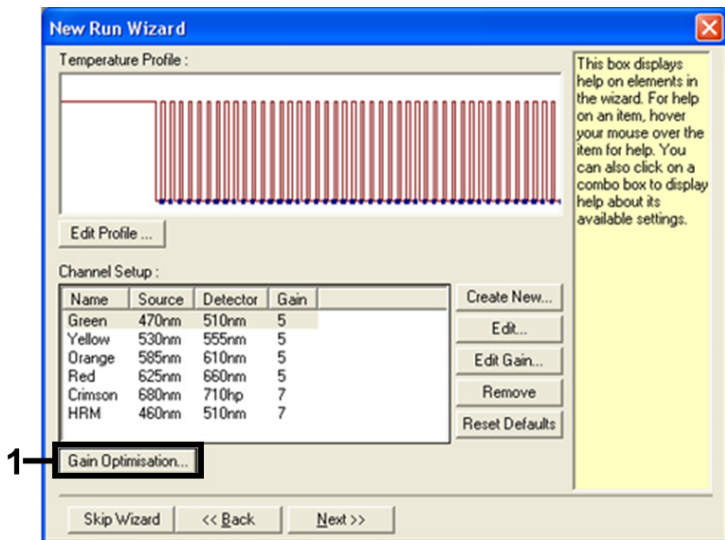 New Run Wizard
Temperature Profile :
This box displays
help on elements in
the wizard. For help
on an item, hover
your mouse over the
item for help. You
can also click on a
combo box to display
help about its
available settings.
Edit Profile ...
Channel Setup :
Name Source Detector Gain
Green 470nm 510nm 5
Yellow 530nm 555nm 5
Orange 585nm 610nm 5
Red 625nm 660nm 5
Crimson 680nm 710hp 7
HRM 460nm 510nm 7
Create New...
Edit...
Edit Gain...
Remove
Reset Defaults
1
Gain Optimisation...
Skip Wizard << Back Next >>